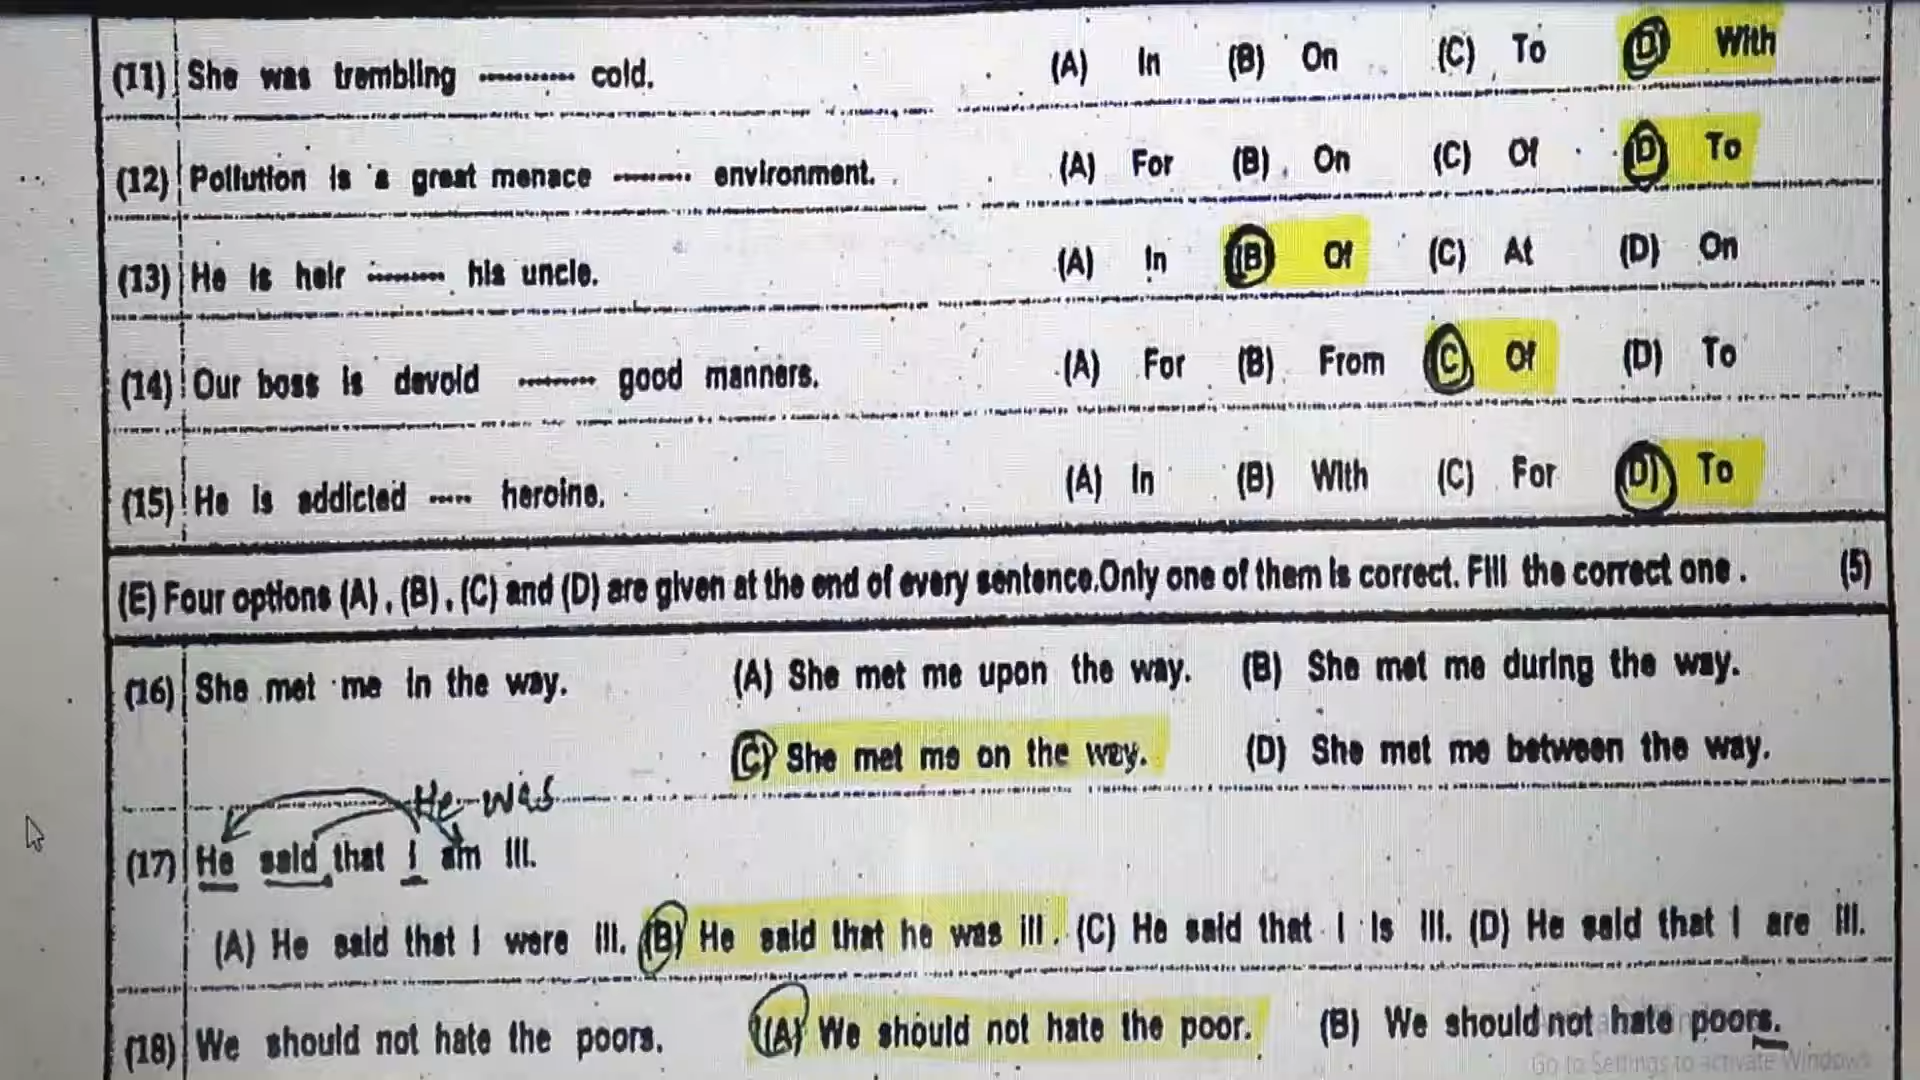 (11) She was trembling ........... cold. (A) In (B) On (C) To (D) With
(12) Pollution is a great menace ......... environment. (A) For (B) On (C) Of (D) To
(13) He is heir ......... his uncle. (A) In (B) Of (C) At (D) On
(14) Our boss is devoid ......... good manners. (A) For (B) From (C) Of (D) To
(15) He is addicted ..... heroine. (A) In (B) With (C) For (D) To
(E) Four options (A), (B), (C) and (D) are given at the end of every sentence.Only one of them is correct. Fill the correct one. (5)
(16) She met me in the way. (A) She met me upon the way. (B) She met me during the way.
(C) She met me on the way. (D) She met me between the way.
He was
(17) He said that I am ill.
(A) He said that I were ill. (B) He said that he was ill. (C) He said that I is ill. (D) He said that I are ill.
(18) We should not hate the poors. (A) We should not hate the poor. (B) We should not hate poors.
Go to Settings to activate Windows